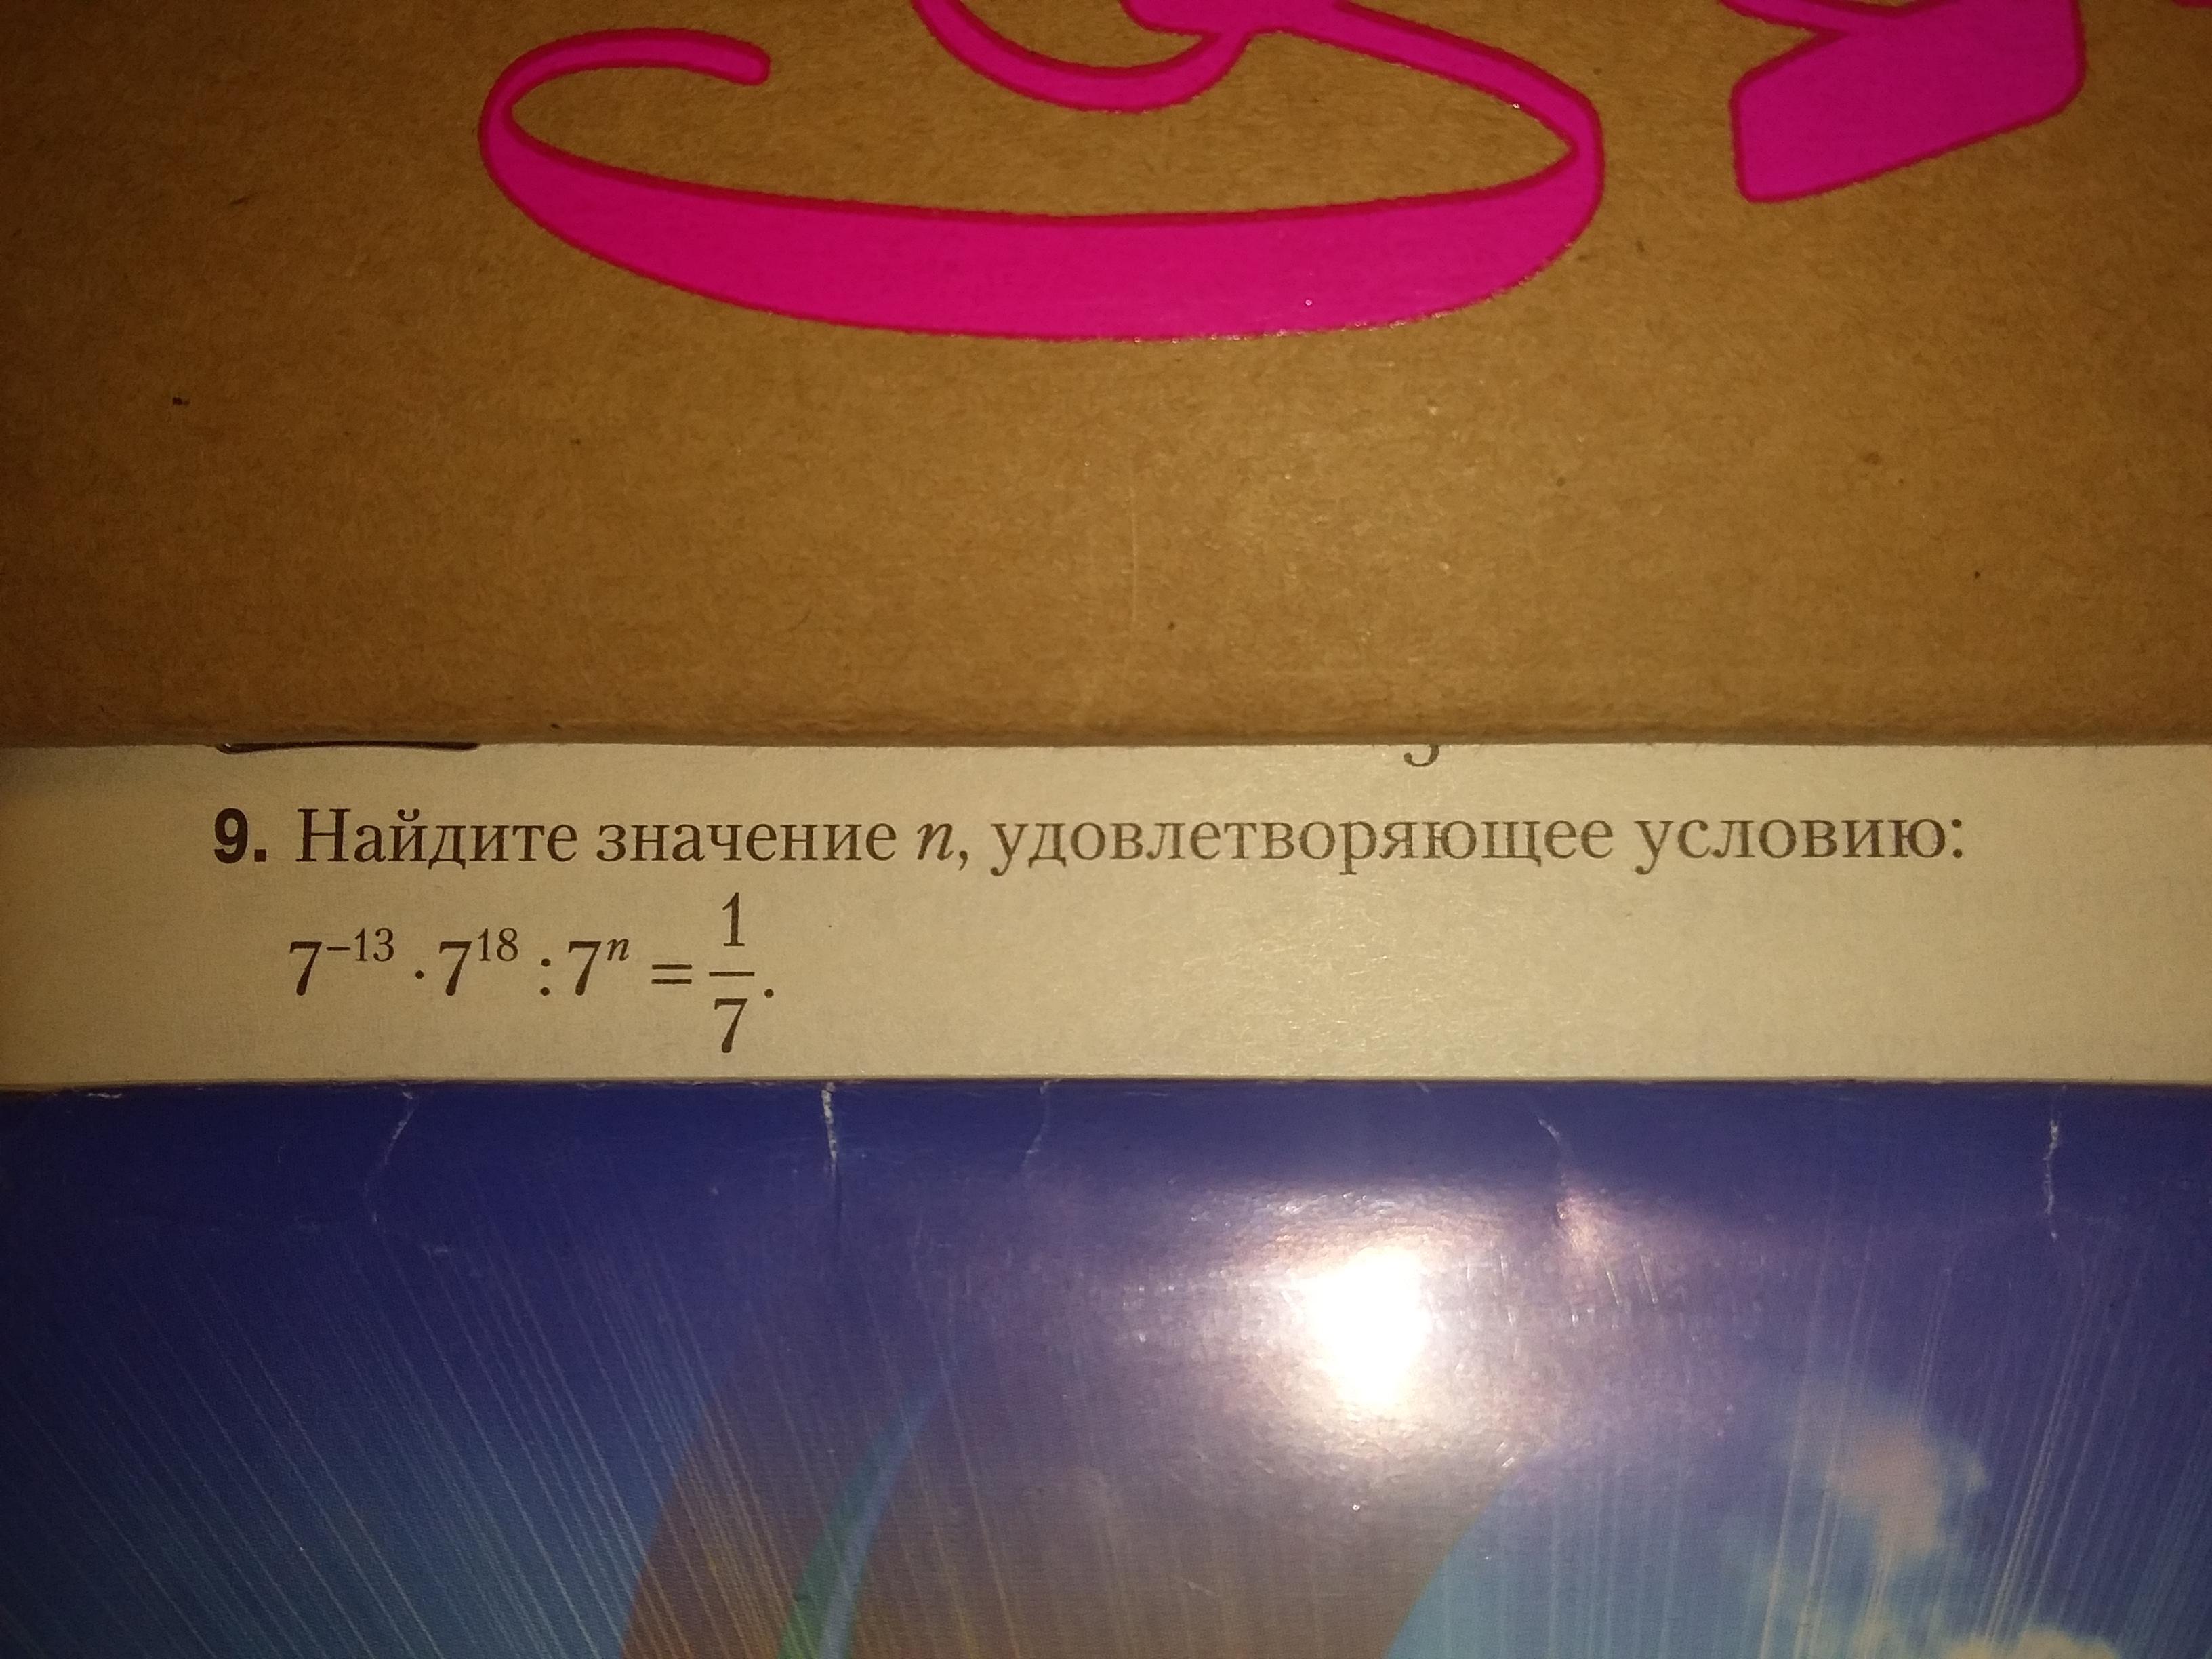 9. Найдите значение n, удовлетворяющее условию:
7⁻¹³ · 7¹⁸ : 7ⁿ = 1/7.